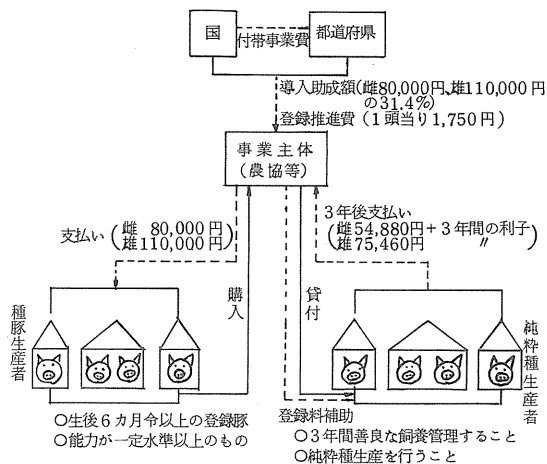 国
付帯事業費
都道府県
導入助成額(雌80,000円、雄110,000円
の31.4%)
登録推進費(1頭当り1,750円)
事業主体
(農協等)
支払い(雌 80,000円
雄110,000円)
3年後支払い
(雌54,880円+3年間の利子
雄75,460円 〃)
購入
貸付
種豚生産者
純粋種生産者
○生後6カ月令以上の登録豚
○能力が一定水準以上のもの
登録料補助
○3年間善良な飼養管理すること
○純粋種生産を行うこと